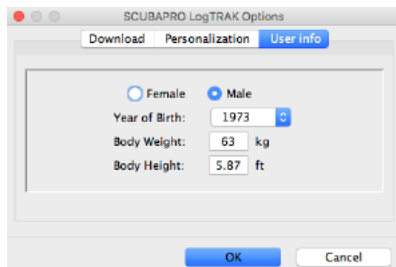 SCUBAPRO LogTRAK Options
Download Personalization User info
Female Male
Year of Birth: 1973
Body Weight: 63 kg
Body Height: 5.87 ft
OK Cancel